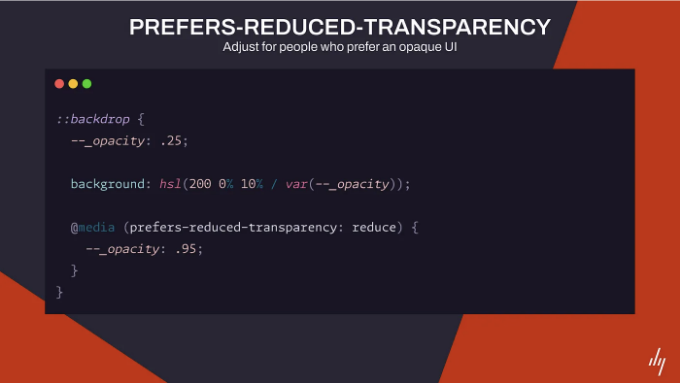 PREFERS-REDUCED-TRANSPARENCY
Adjust for people who prefer an opaque UI
::backdrop {
--_opacity: .25;
background: hsl(200 0% 10% / var(--_opacity));
@media (prefers-reduced-transparency: reduce) {
--_opacity: .95;
}
}